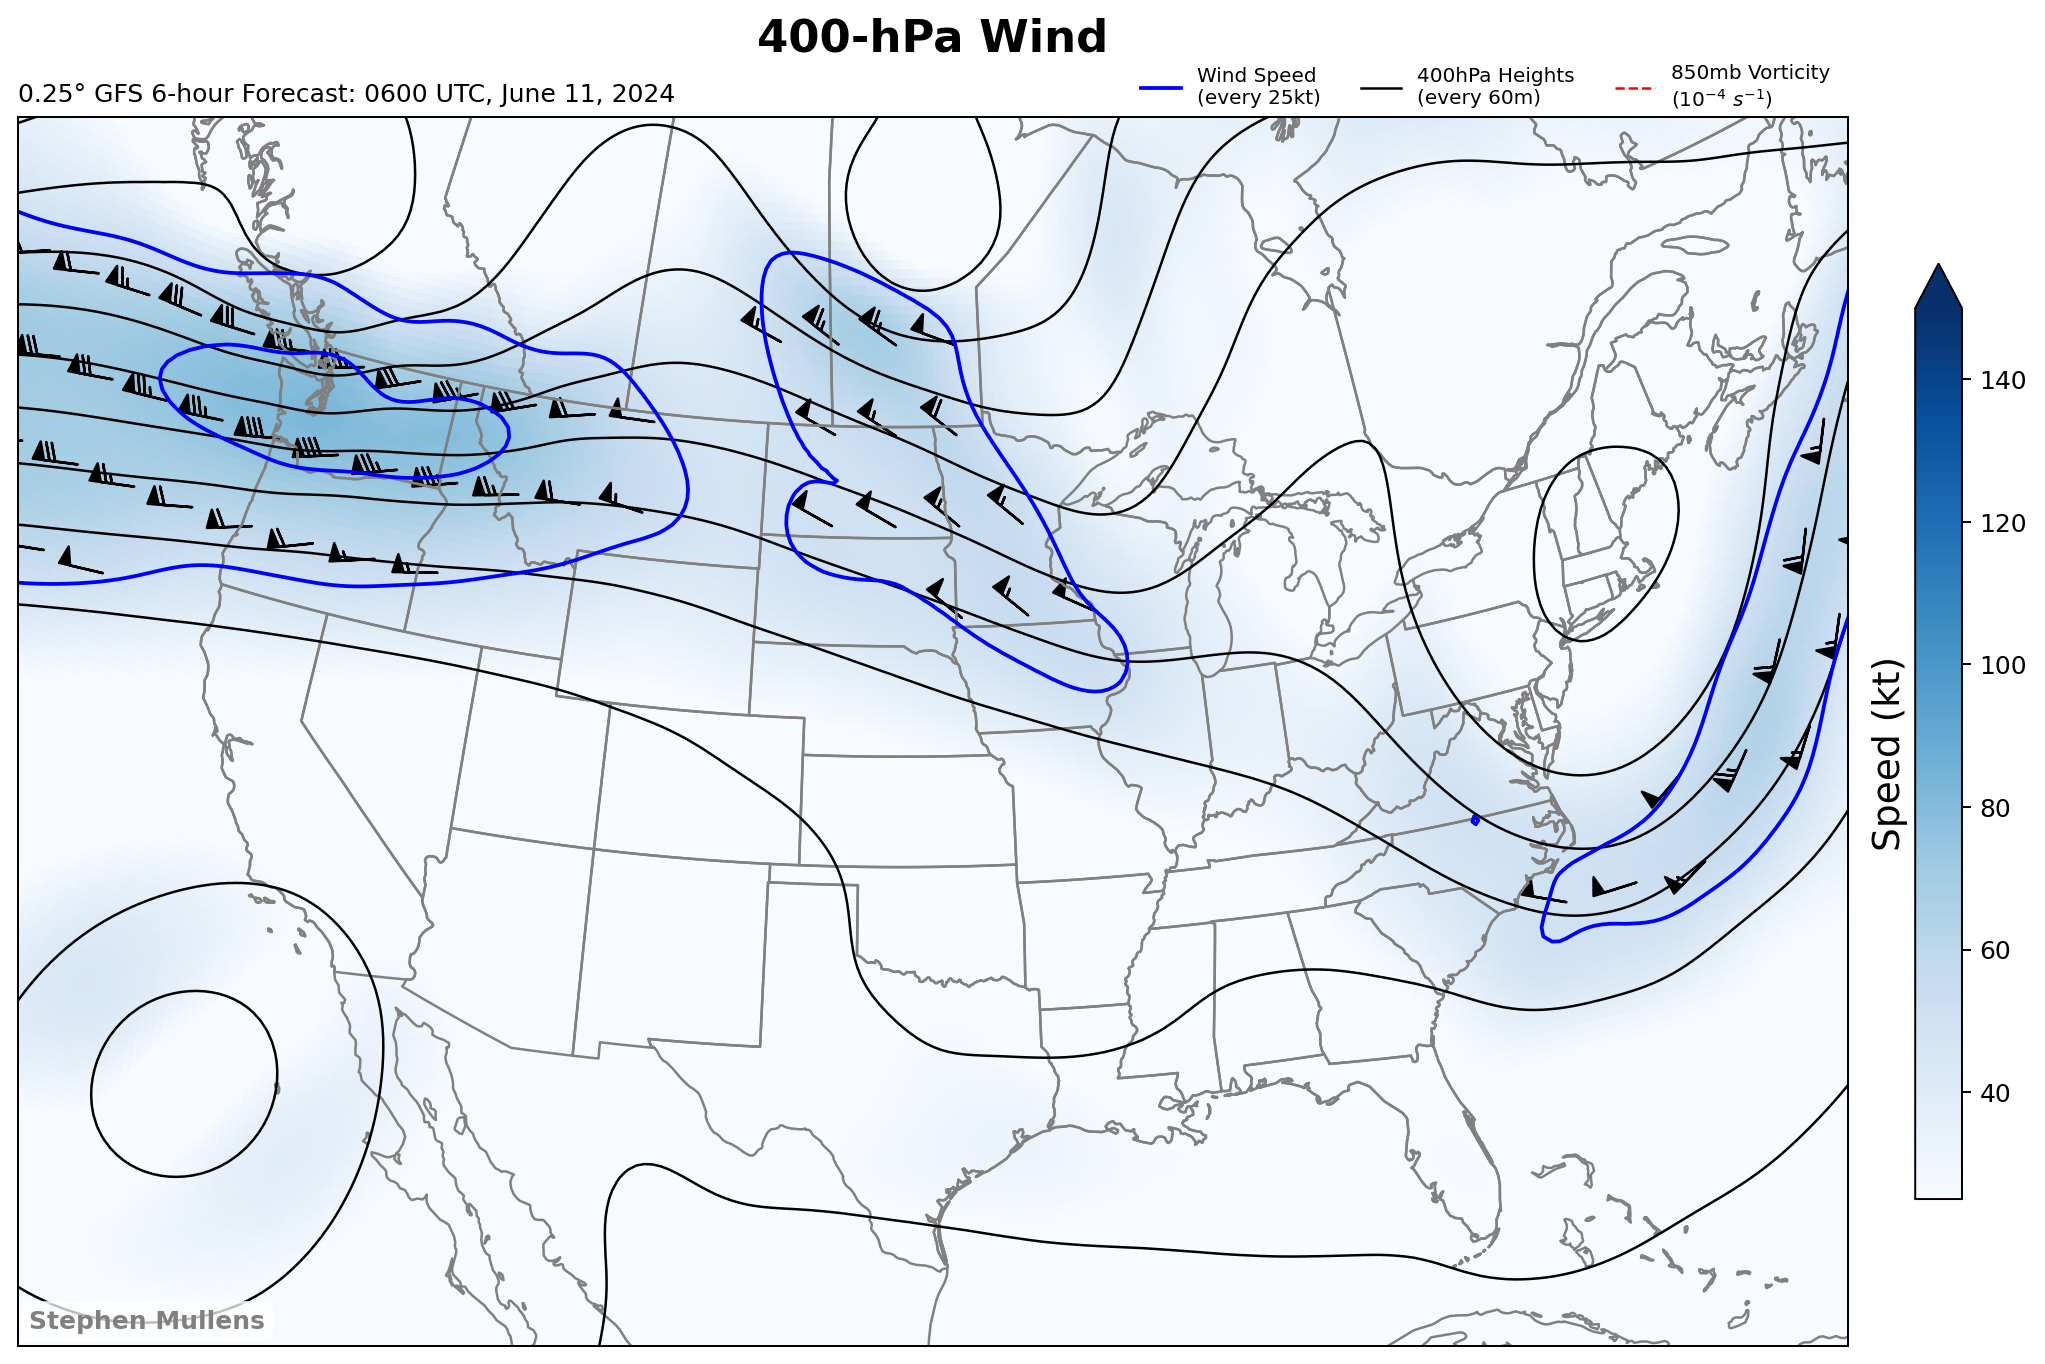 400-hPa Wind
0.25° GFS 6-hour Forecast: 0600 UTC, June 11, 2024
Wind Speed
(every 25kt)
400hPa Heights
(every 60m)
850mb Vorticity
(10⁻⁴ s⁻¹)
140
120
100
80
60
40
Speed (kt)
Stephen Mullens